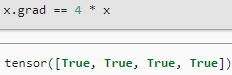 x.grad == 4 * x
tensor([True, True, True, True])